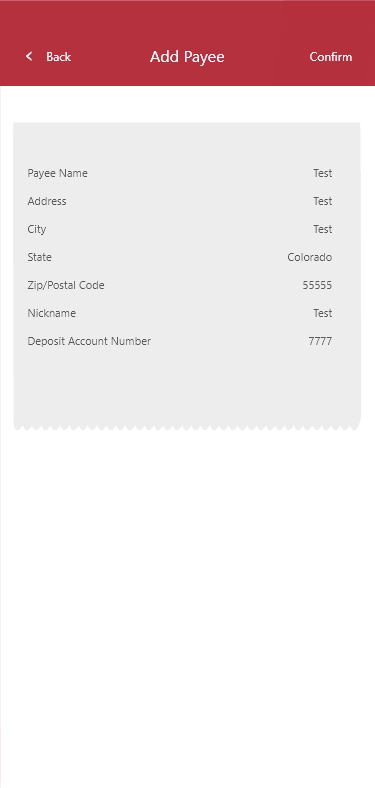 Back Add Payee Confirm
Payee Name Test
Address Test
City Test
State Colorado
Zip/Postal Code 55555
Nickname Test
Deposit Account Number 7777